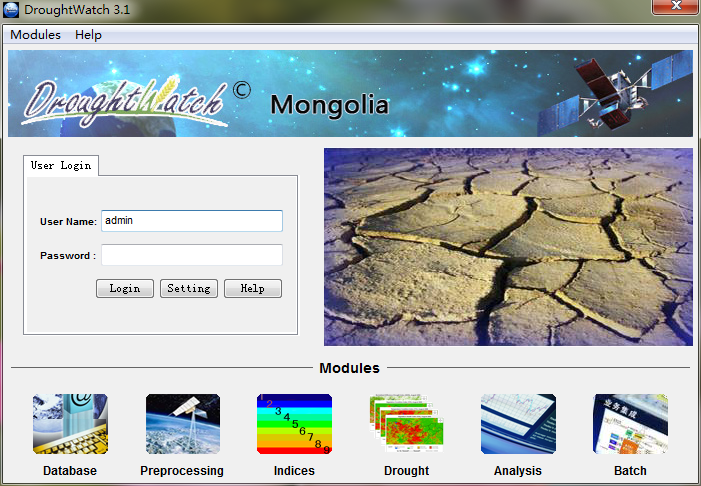 DroughtWatch 3.1
Modules Help
DroughtWatch © Mongolia
User Login
User Name: admin
Password :
Login Setting Help
Modules
@
1
2
3
4
5
6
7
8
9
业务集成
Database Preprocessing Indices Drought Analysis Batch